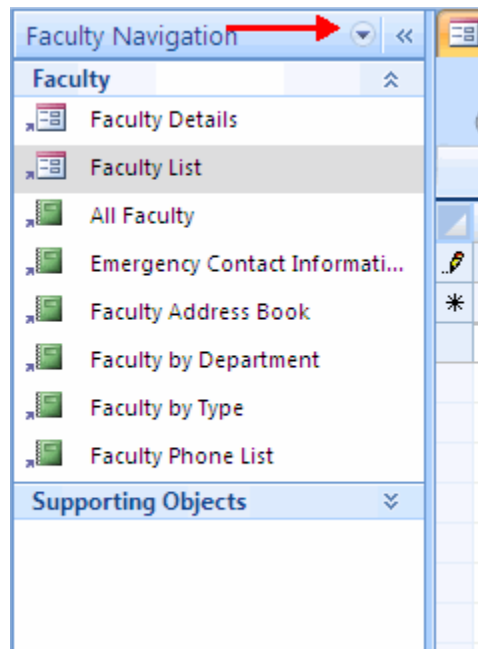 Faculty Navigation
Faculty
Faculty Details
Faculty List
All Faculty
Emergency Contact Informati...
Faculty Address Book
Faculty by Department
Faculty by Type
Faculty Phone List
Supporting Objects